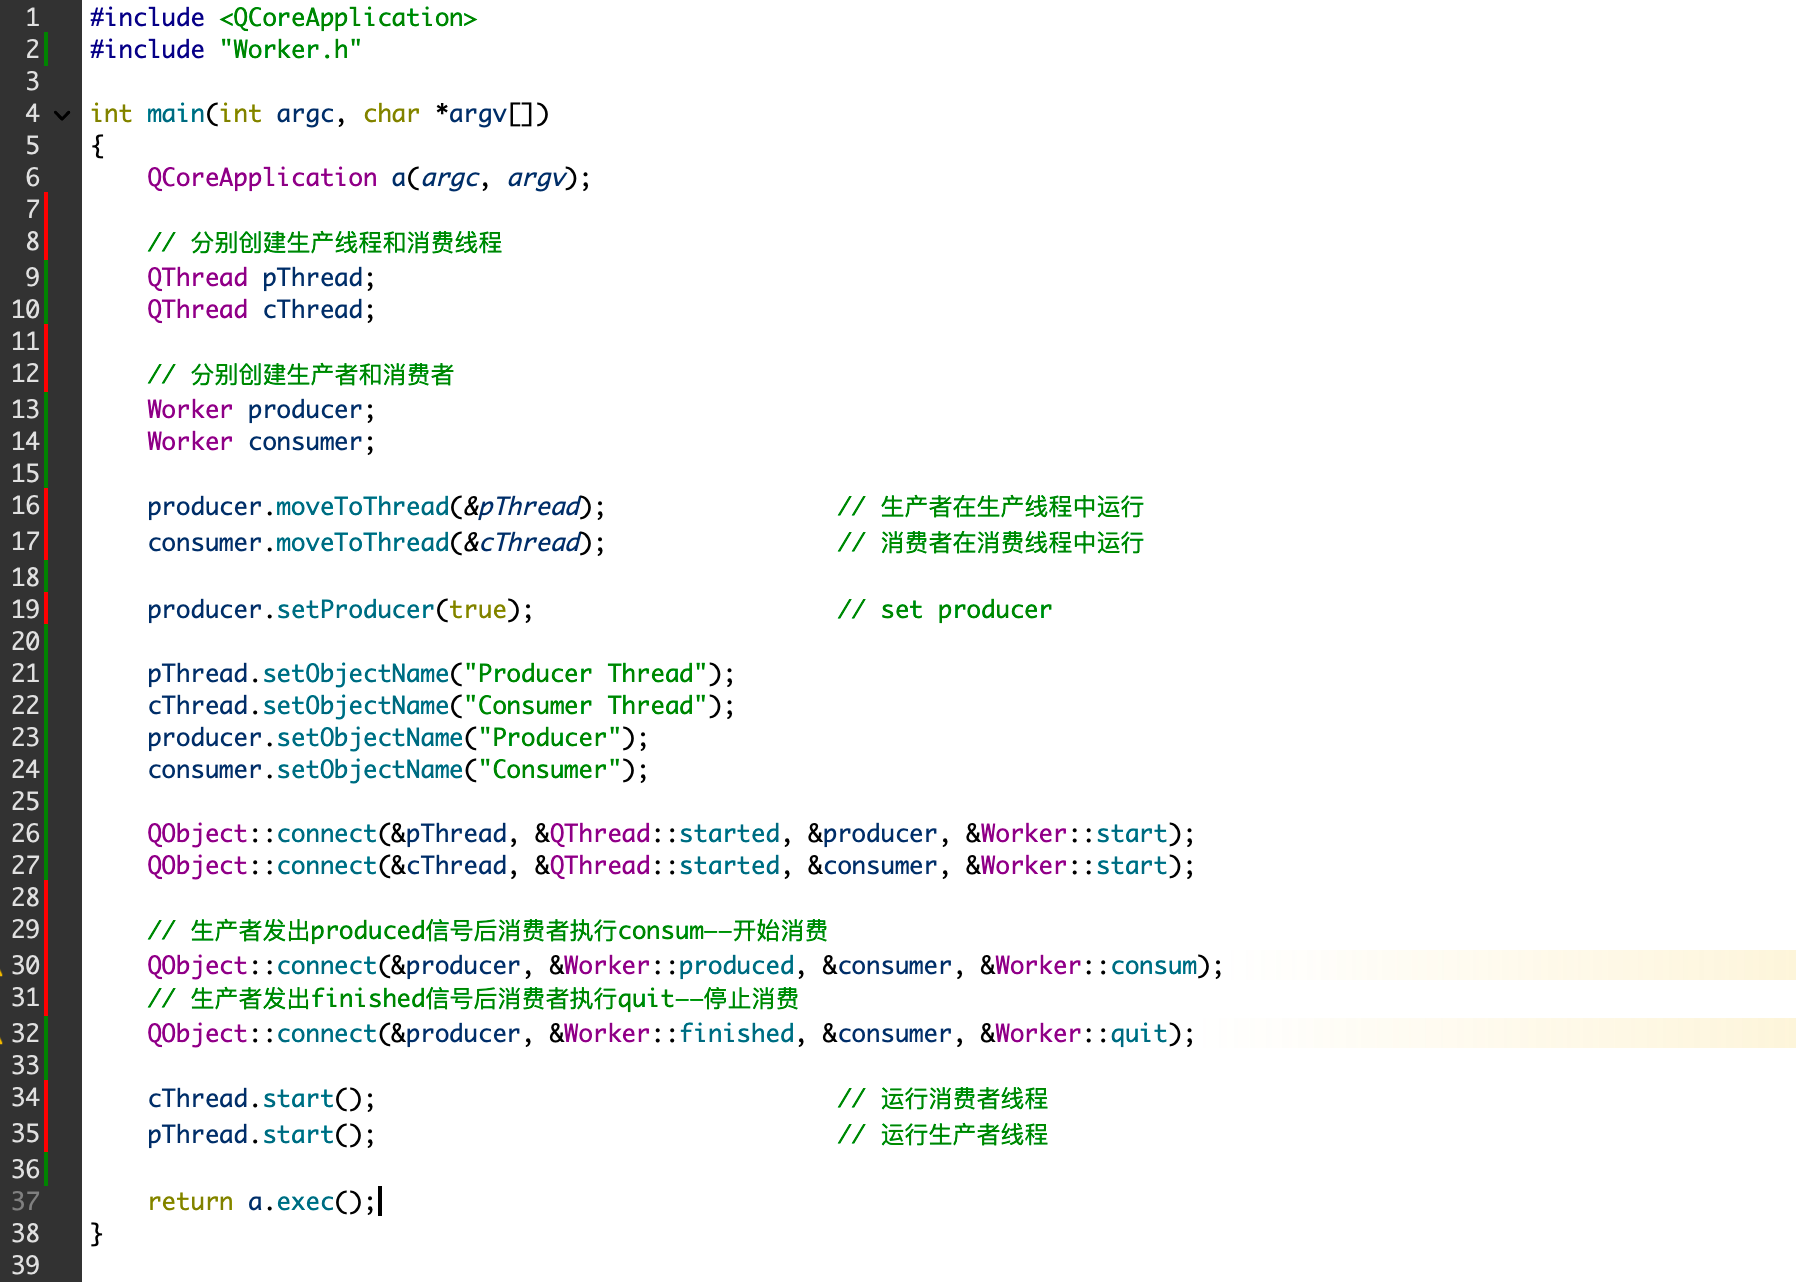 1 #include <QCoreApplication>
2 #include "Worker.h"
3
4 int main(int argc, char *argv[])
5 {
6     QCoreApplication a(argc, argv);
7
8     // 分别创建生产线程和消费线程
9     QThread pThread;
10     QThread cThread;
11
12     // 分别创建生产者和消费者
13     Worker producer;
14     Worker consumer;
15
16     producer.moveToThread(&pThread);                // 生产者在生产线程中运行
17     consumer.moveToThread(&cThread);                // 消费者在消费线程中运行
18
19     producer.setProducer(true);                     // set producer
20
21     pThread.setObjectName("Producer Thread");
22     cThread.setObjectName("Consumer Thread");
23     producer.setObjectName("Producer");
24     consumer.setObjectName("Consumer");
25
26     QObject::connect(&pThread, &QThread::started, &producer, &Worker::start);
27     QObject::connect(&cThread, &QThread::started, &consumer, &Worker::start);
28
29     // 生产者发出produced信号后消费者执行consum——开始消费
30     QObject::connect(&producer, &Worker::produced, &consumer, &Worker::consum);
31     // 生产者发出finished信号后消费者执行quit——停止消费
32     QObject::connect(&producer, &Worker::finished, &consumer, &Worker::quit);
33
34     cThread.start();                                // 运行消费者线程
35     pThread.start();                                // 运行生产者线程
36
37     return a.exec();
38 }
39